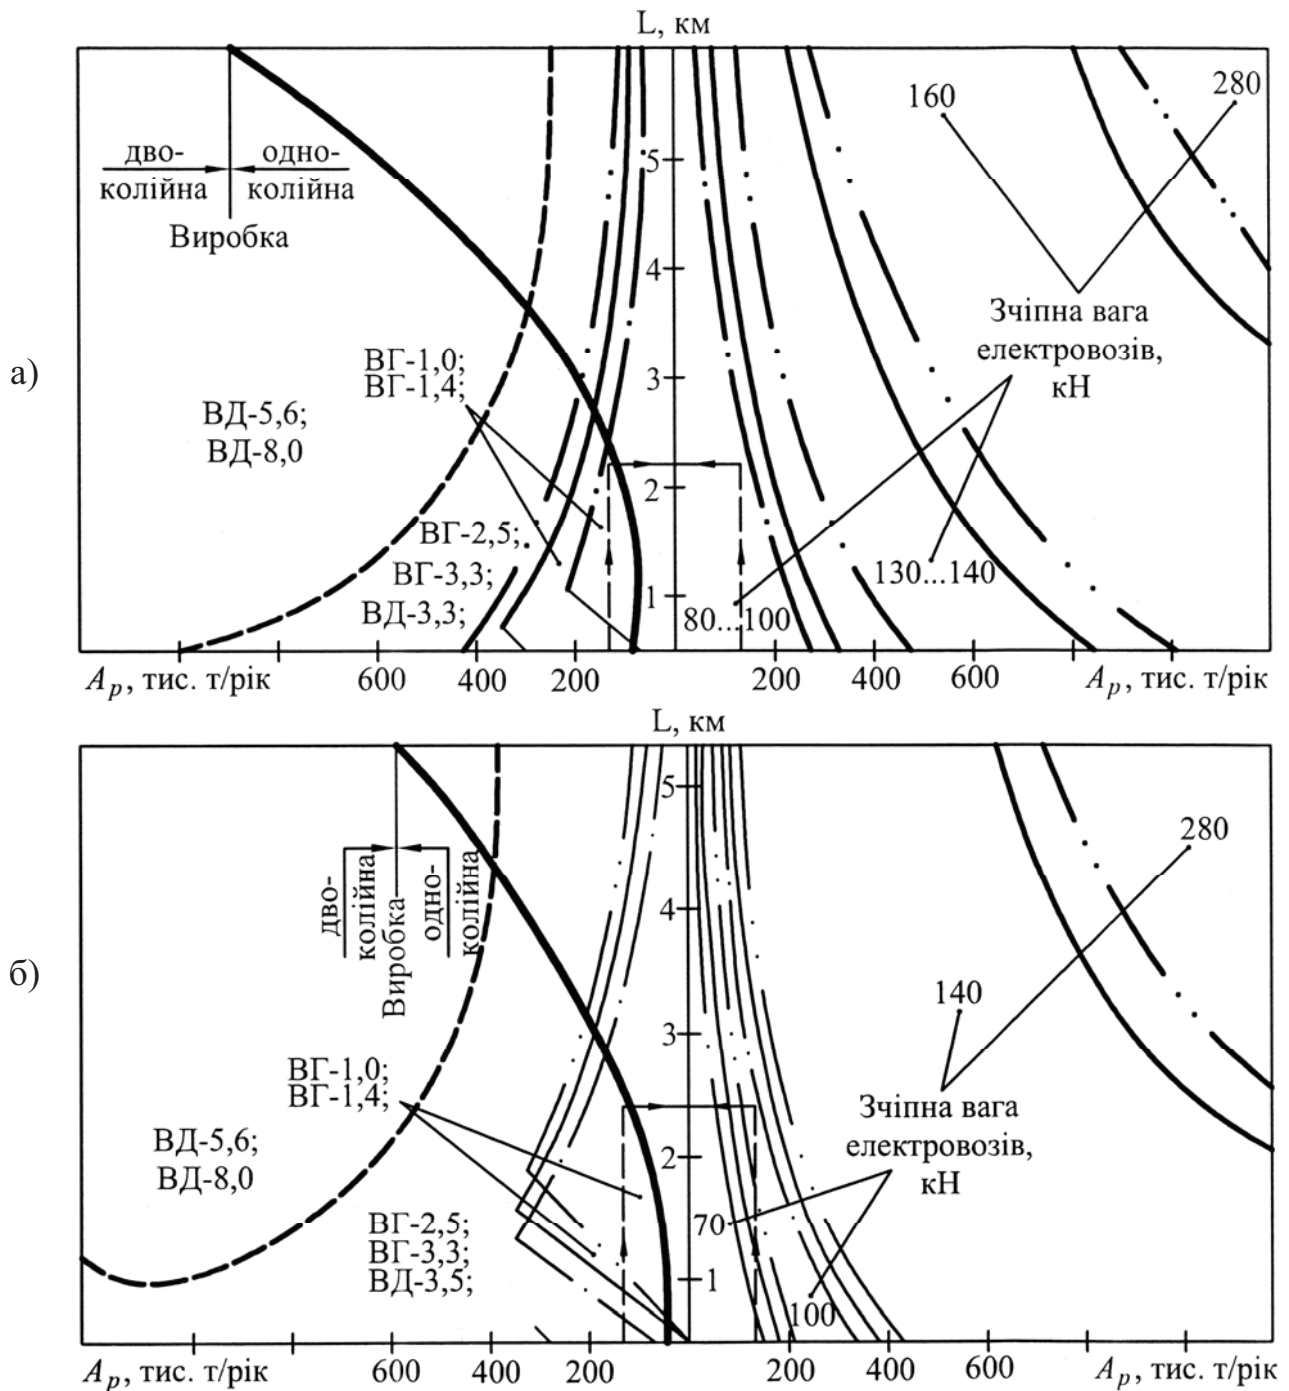 L, км
160
280
дво-
колійна
одно-
колійна
Виробка
5
4
Зчіпна вага
електровозів,
кН
а)
ВГ-1,0;
ВГ-1,4;
3
ВД-5,6;
ВД-8,0
2
ВГ-2,5;
ВГ-3,3;
ВД-3,3;
130...140
1
80...100
Aр, тис. т/рік
600
400
200
200
400
600
Aр, тис. т/рік
L, км
5
280
дво-
колійна
Виробка
одно-
колійна
4
б)
140
3
ВГ-1,0;
ВГ-1,4;
Зчіпна вага
електровозів,
кН
ВД-5,6;
ВД-8,0
2
70
ВГ-2,5;
ВГ-3,3;
ВД-3,5;
1
100
Aр, тис. т/рік
400
200
200
400
600
Aр, тис. т/рік